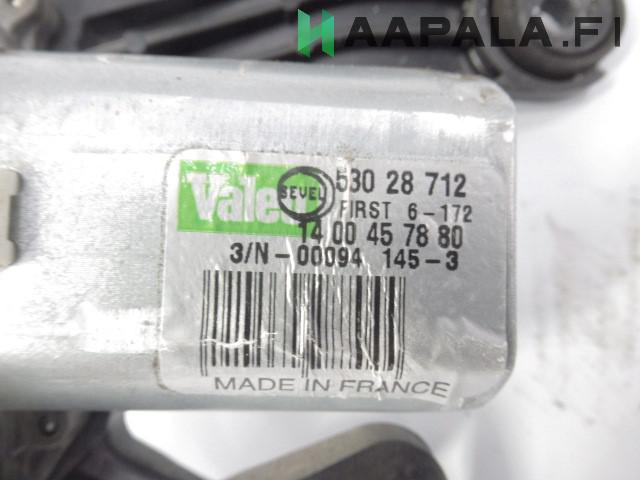 HAAPALA.FI
Valeo
SEVEL
530 28 712
FIRST 6-172
14 00 45 78 80
3/N-00094 145-3
MADE IN FRANCE